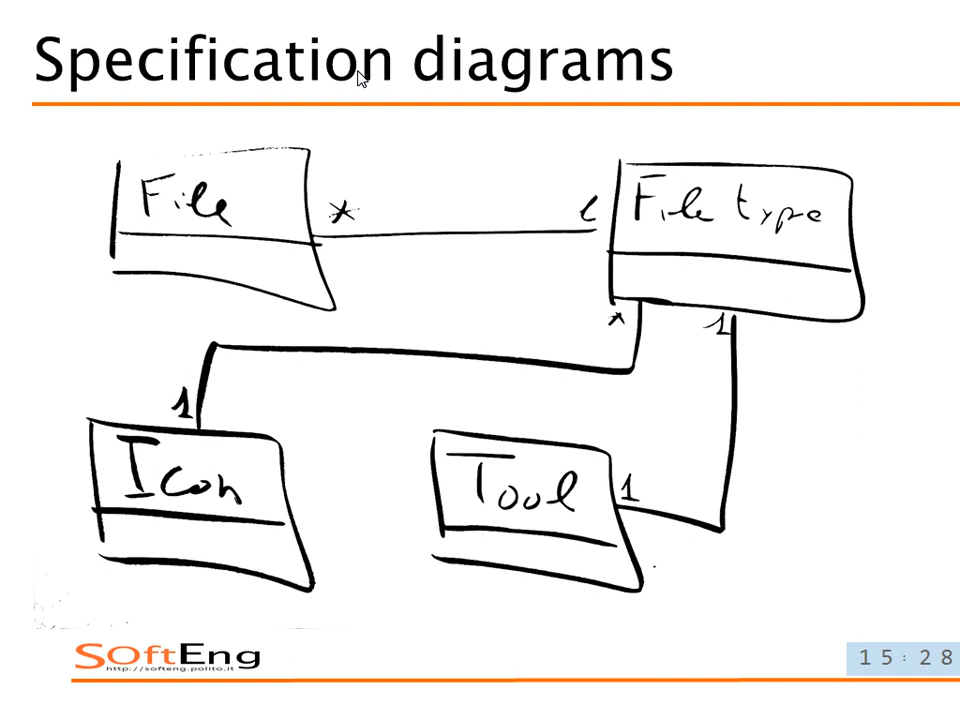 Specification diagrams
File
*
1
File type
*
1
1
Icon
Tool
1
SOftEng
http://softeng.polito.it
15:28